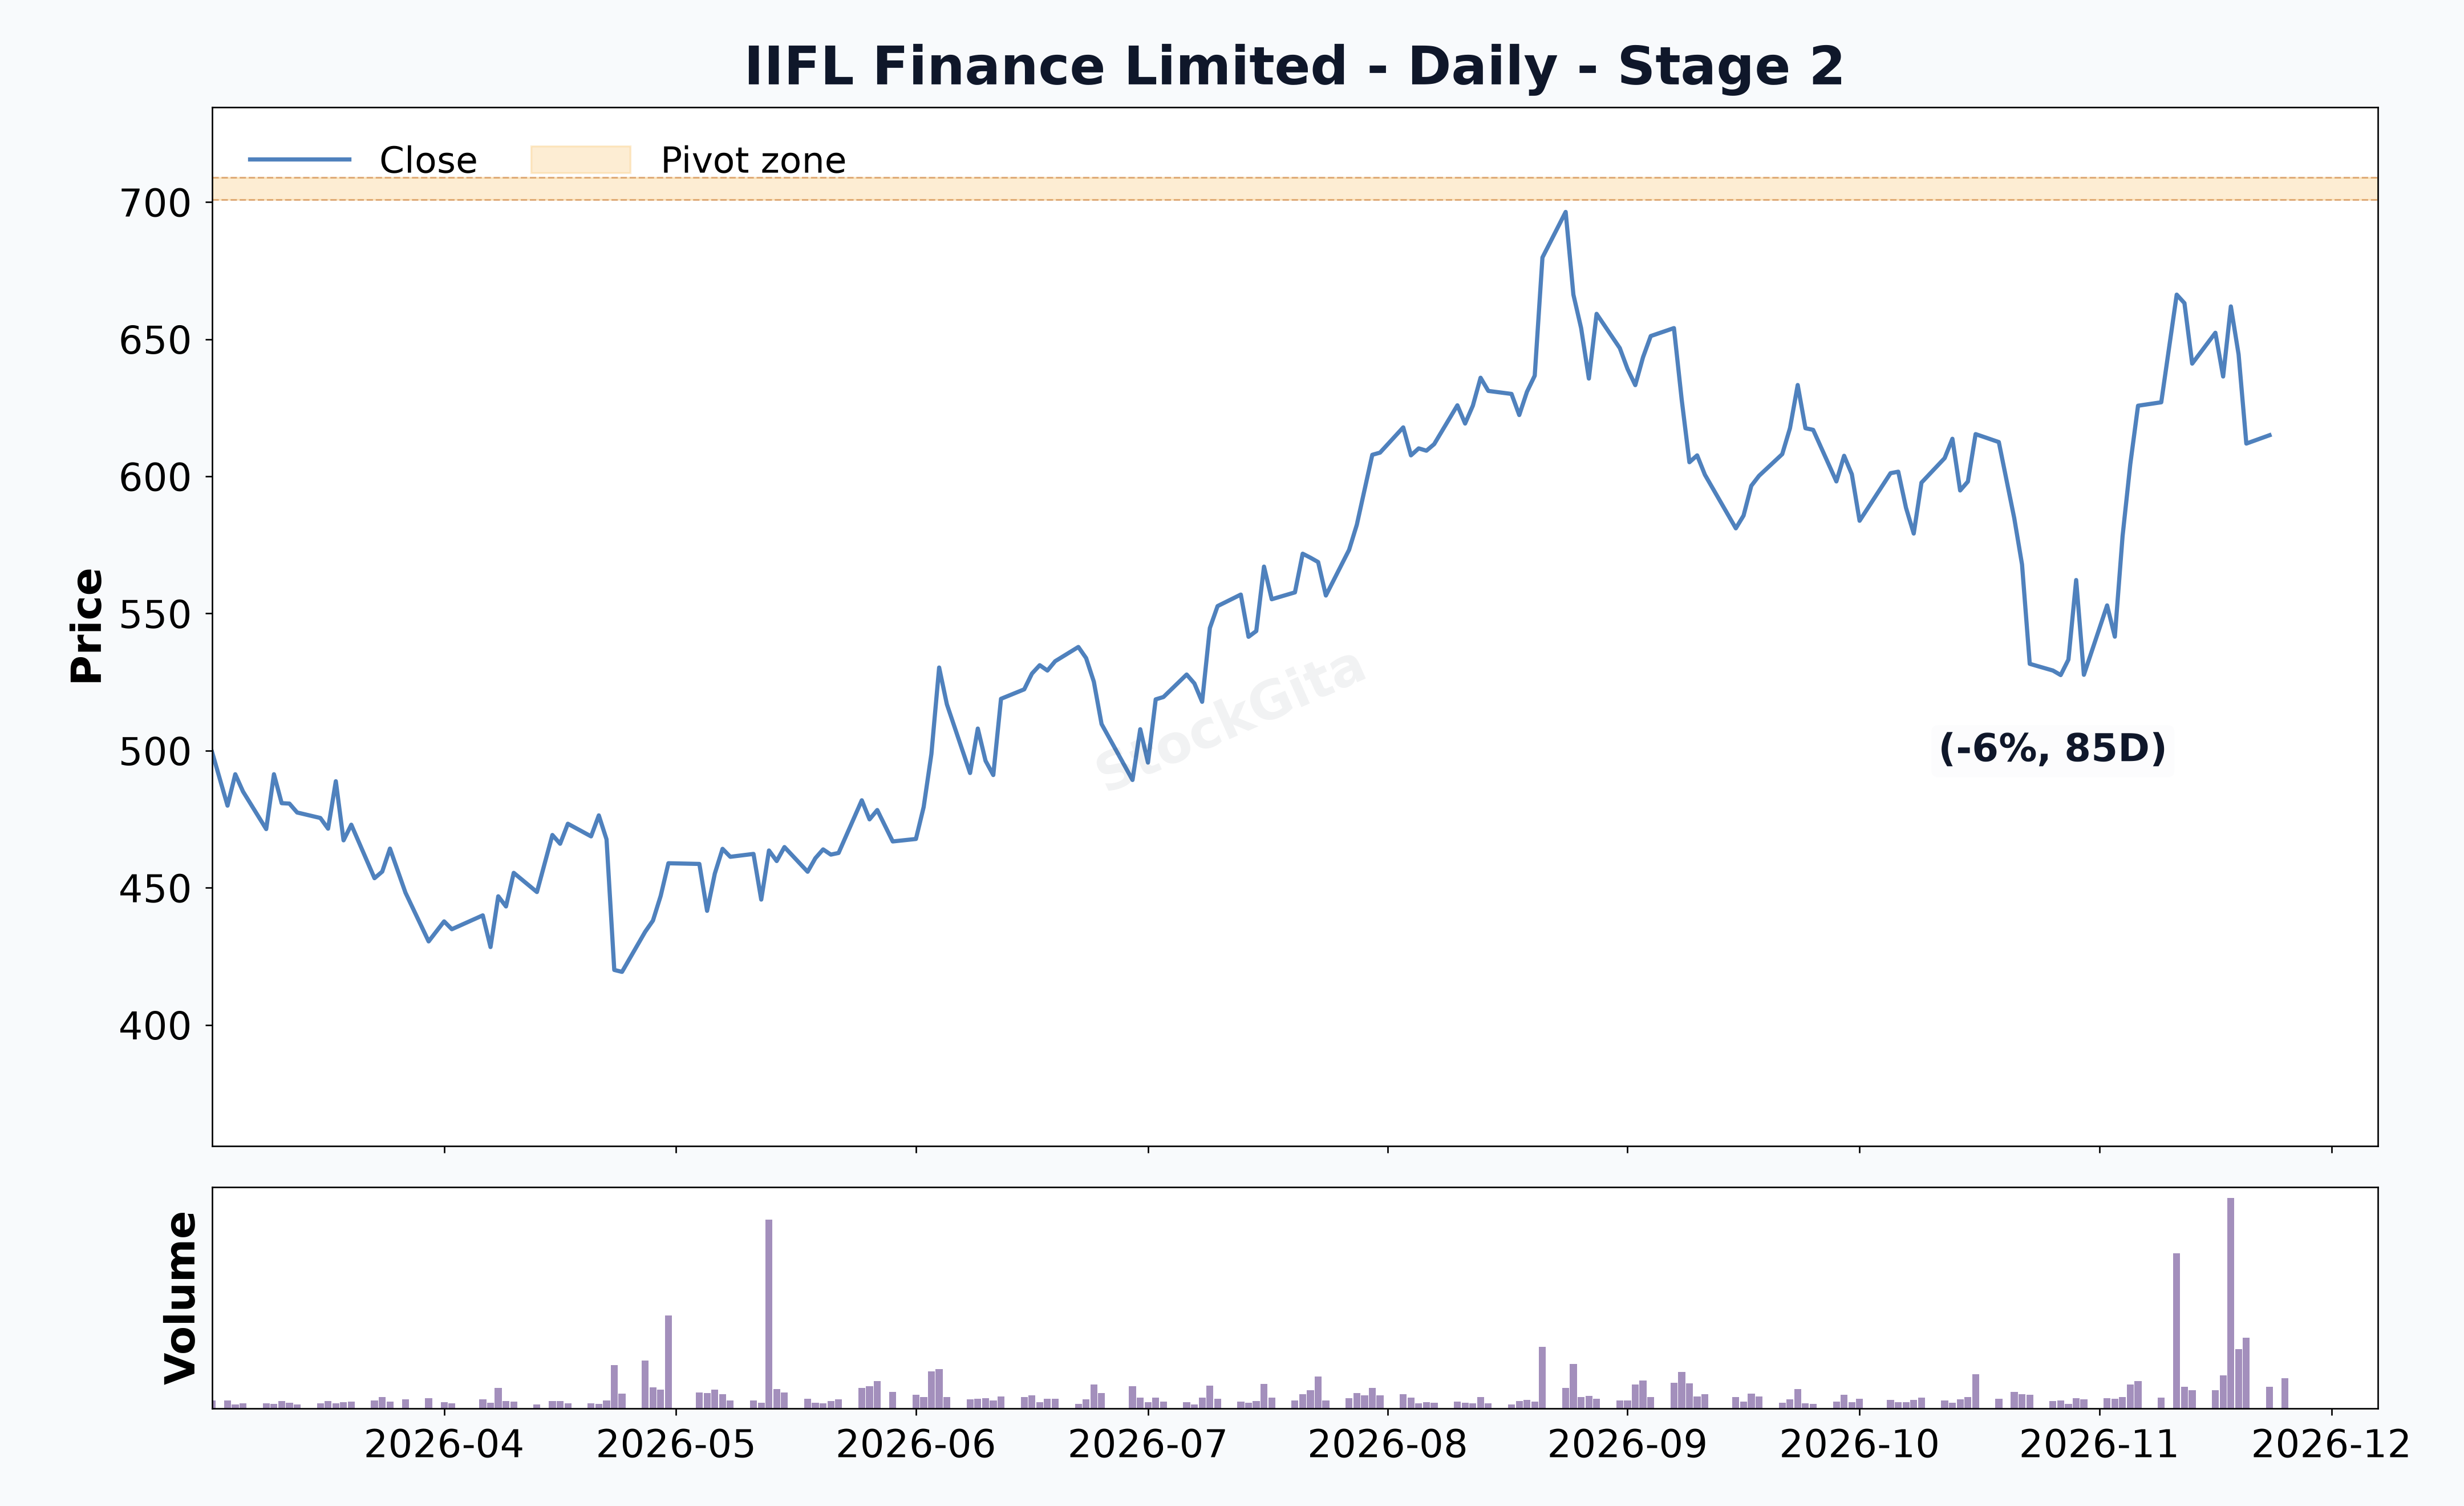 IIFL Finance Limited - Daily - Stage 2
Close
Pivot zone
700
650
600
550
500
450
400
Price
StockGita
(-6%, 85D)
Volume
2026-04
2026-05
2026-06
2026-07
2026-08
2026-09
2026-10
2026-11
2026-12